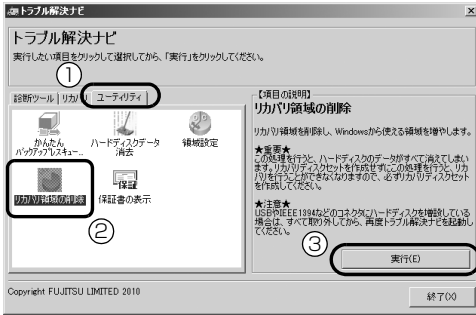 トラブル解決ナビ
トラブル解決ナビ
実行したい項目をクリックして選択してから、「実行」をクリックしてください。
①
診断ツール
リカバリ
ユーティリティ
かんたん
バックアップレスキュー...
ハードディスクデータ
消去
領域設定
リカバリ領域の削除
保証
保証書の表示
②
【項目の説明】
リカバリ領域の削除
リカバリ領域を削除し、Windowsから使える領域を増やします。
★重要★
この処理を行うと、ハードディスクのデータがすべて消えてしまい
ます。リカバリディスクセットを作成せずにこの処理を行うと、リカ
バリを行うことができなくなりますので、必ずリカバリディスクセット
を作成してください。
★注意★
USBやIEEE1394などのコネクタにハードディスクを増設している
場合は、すべて取り外してから、再度トラブル解決ナビを起動し
てください。
③
実行(E)
Copyright FUJITSU LIMITED 2010
終了(X)